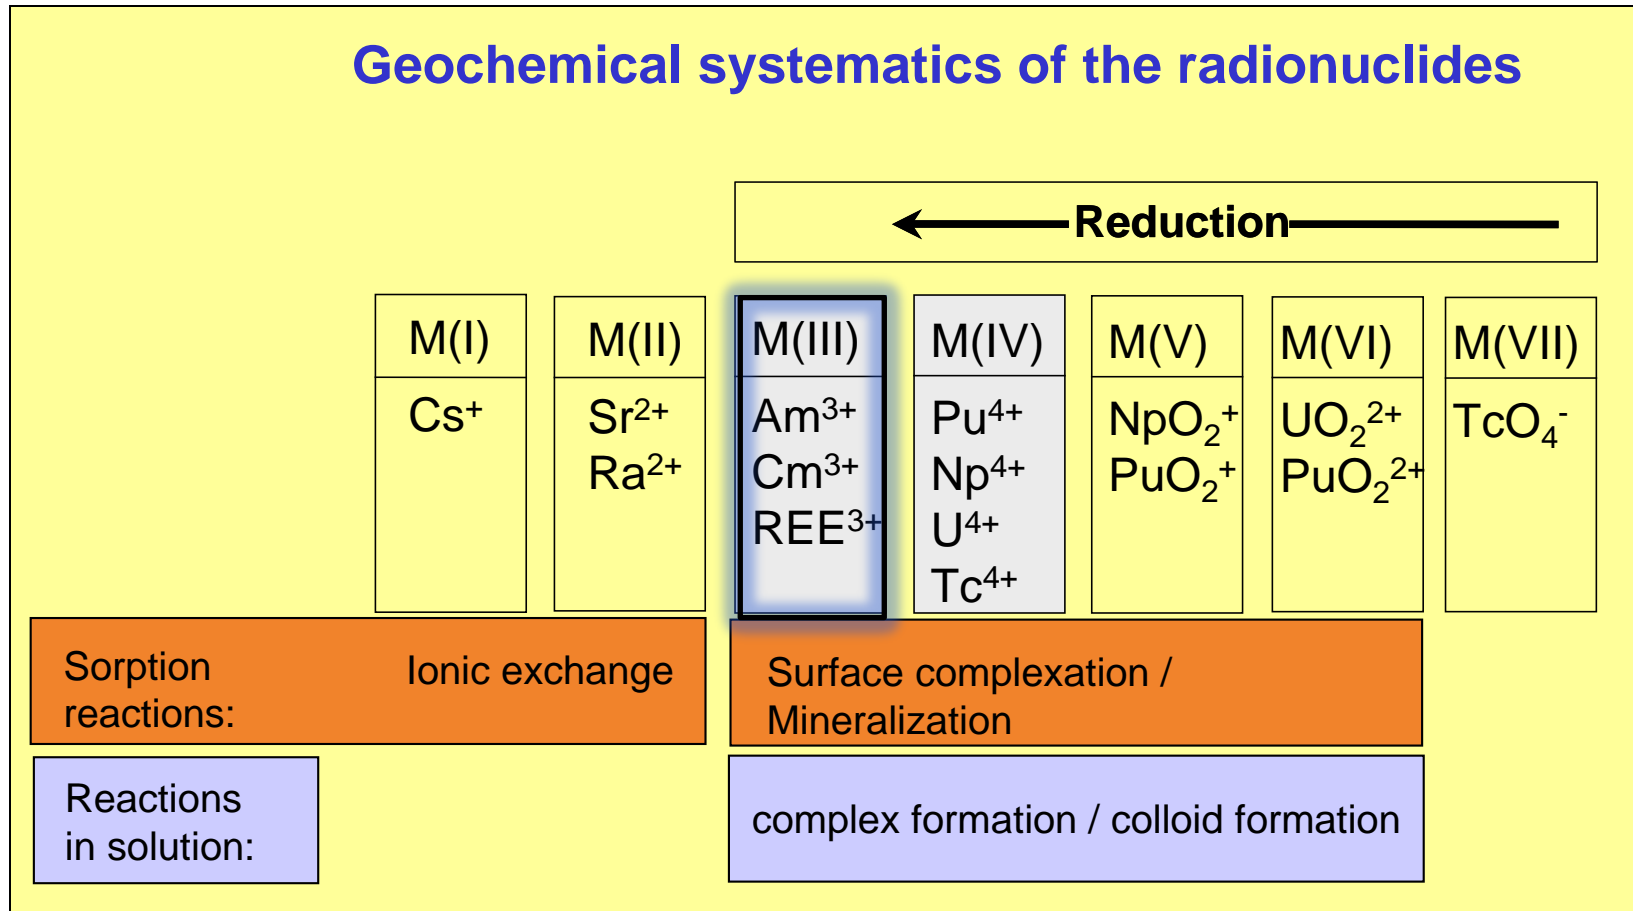 Geochemical systematics of the radionuclides
Reduction
M(I)
Cs⁺
M(II)
Sr²⁺
Ra²⁺
M(III)
Am³⁺
Cm³⁺
REE³⁺
M(IV)
Pu⁴⁺
Np⁴⁺
U⁴⁺
Tc⁴⁺
M(V)
NpO₂⁺
PuO₂⁺
M(VI)
UO₂²⁺
PuO₂²⁺
M(VII)
TcO₄⁻
Sorption
reactions:
Ionic exchange
Surface complexation /
Mineralization
Reactions
in solution:
complex formation / colloid formation